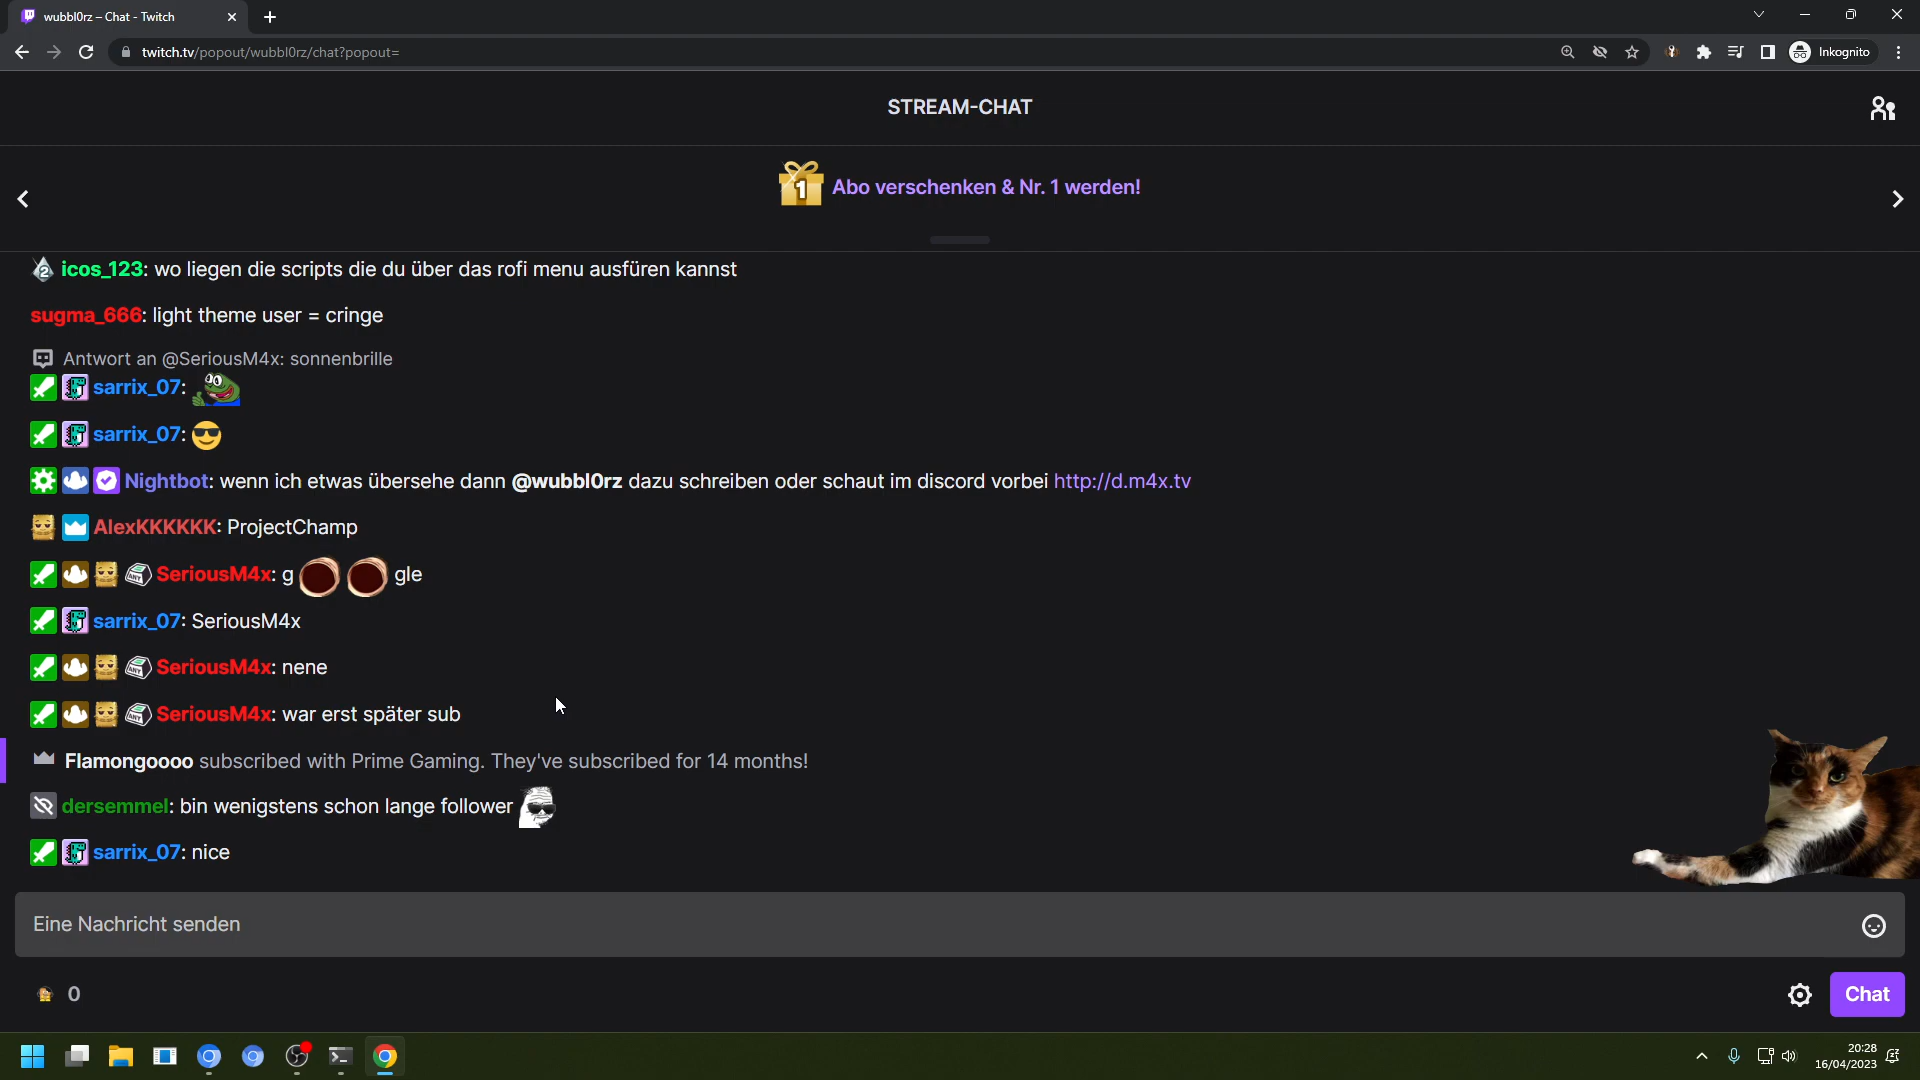 wubbl0rz – Chat - Twitch
twitch.tv/popout/wubbl0rz/chat?popout=
Inkognito
STREAM-CHAT
1
Abo verschenken & Nr. 1 werden!
2 icos_123: wo liegen die scripts die du über das rofi menu ausfüren kannst
sugma_666: light theme user = cringe
Antwort an @SeriousM4x: sonnenbrille
sarrix_07:
sarrix_07:
Nightbot: wenn ich etwas übersehe dann @wubbl0rz dazu schreiben oder schaut im discord vorbei http://d.m4x.tv
AlexKKKKKK: ProjectChamp
ANY SeriousM4x: g gle
sarrix_07: SeriousM4x
ANY SeriousM4x: nene
ANY SeriousM4x: war erst später sub
Flamongoooo subscribed with Prime Gaming. They've subscribed for 14 months!
dersemmel: bin wenigstens schon lange follower
sarrix_07: nice
Eine Nachricht senden
0
Chat
20:28
16/04/2023